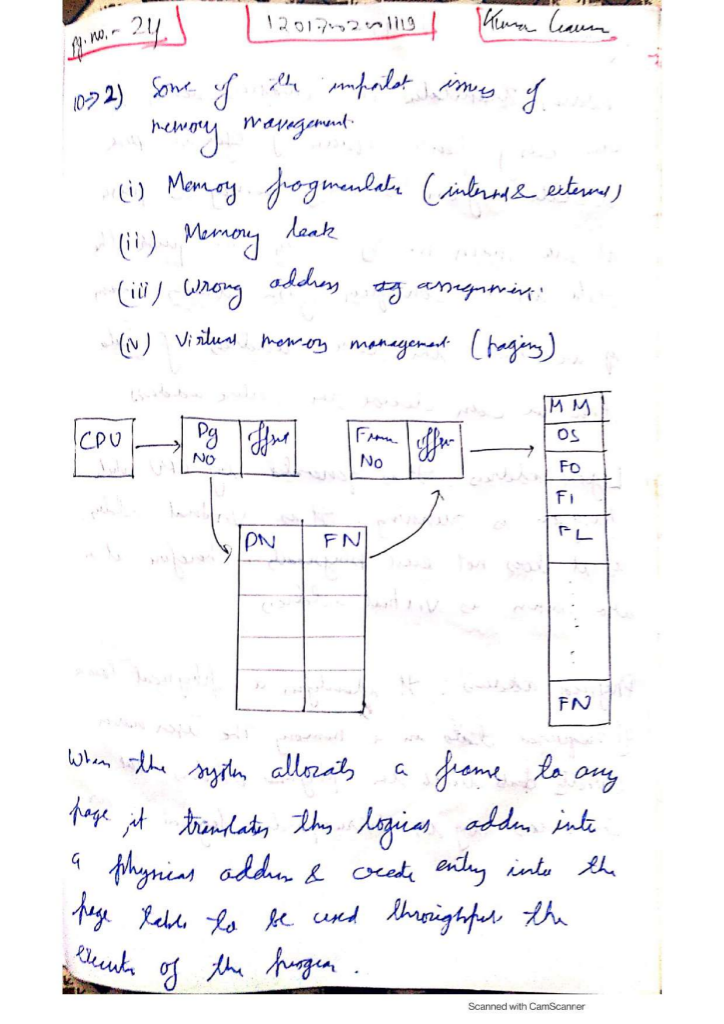 pg. no. - 24
Kumar
10=> 2) Some of the important issues of
memory management
(i) Memory fragmentation (internal & external)
(ii) Memory leak
(iii) Wrong address assignment
(iv) Virtual memory management (paging)
CPU
Pg
NO
offset
Frame
No
offset
MM
OS
F0
F1
FL
FN
PN FN
When the system allocates a frame to any
page, it translates this logical address into
a physical address & create entry into the
page table to be used throughout the
execution of the program.
Scanned with CamScanner